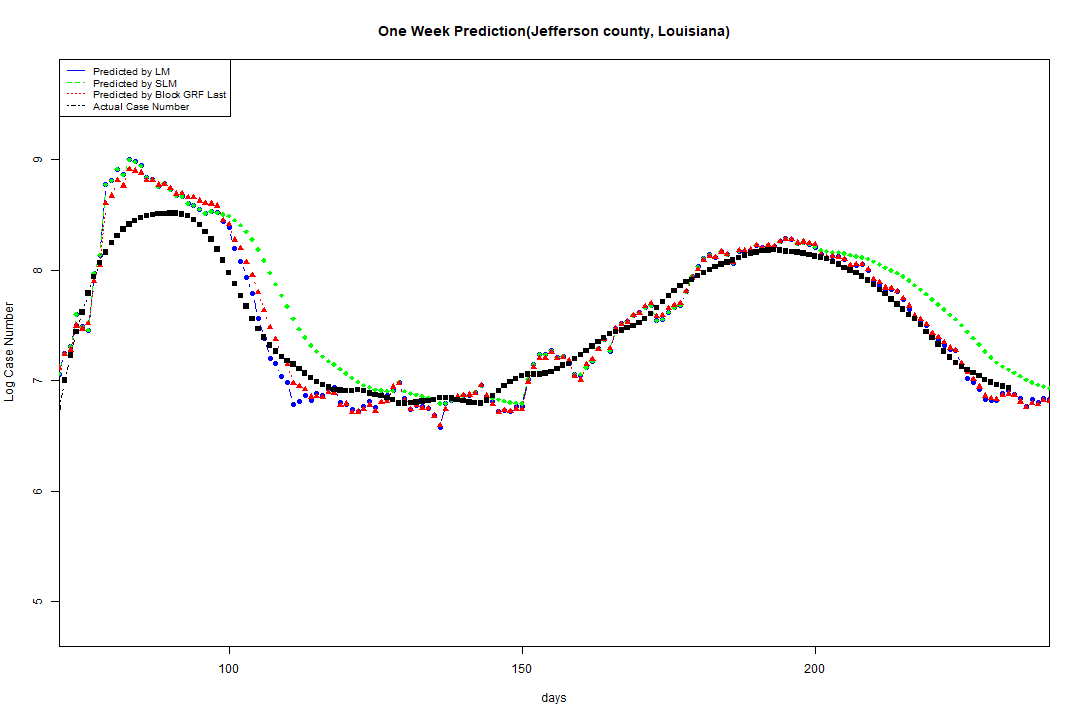 One Week Prediction(Jefferson county, Louisiana)
Predicted by LM
Predicted by SLM
Predicted by Block GRF Last
Actual Case Number
Log Case Number
9
8
7
6
5
100 150 200
days